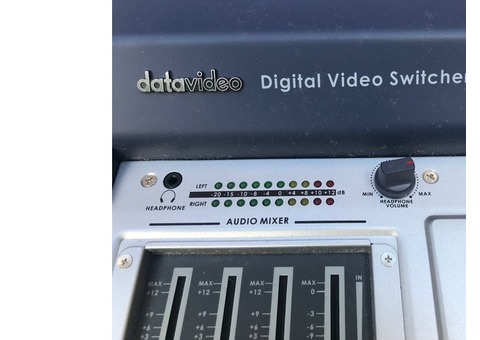 datavideo Digital Video Switcher
LEFT
-20 -15 -10 -8 -4 0 +4 +8 +10 +12 dB
RIGHT
HEADPHONE
MIN MAX
HEADPHONE
VOLUME
AUDIO MIXER
MAX MAX MAX MAX IN
+12 +12 +12 0
+9 +9 +9 -3
+6 +6 +6 -6
+3 +3 +3 -9